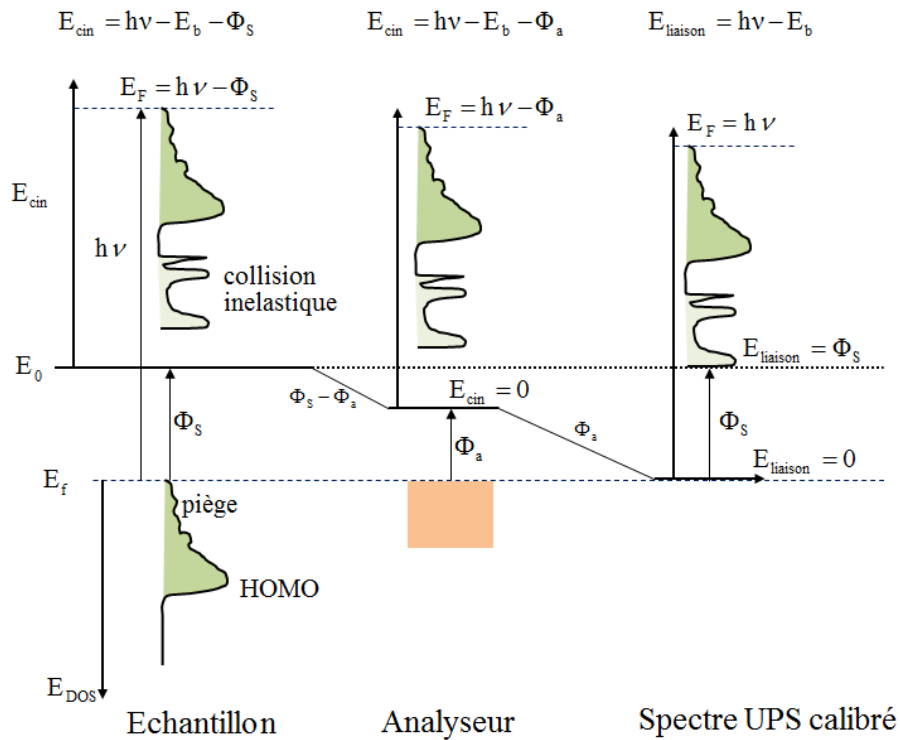 E_cin = hν − E_b − Φ_S
E_cin = hν − E_b − Φ_a
E_liaison = hν − E_b
E_F = hν − Φ_S
E_F = hν − Φ_a
E_F = hν
E_cin
hν
collision
inelastique
E_0
E_liaison = Φ_S
Φ_S − Φ_a
E_cin = 0
Φ_S
Φ_a
Φ_a
Φ_S
E_f
E_liaison = 0
piège
HOMO
E_DOS
Echantillon
Analyseur
Spectre UPS calibré